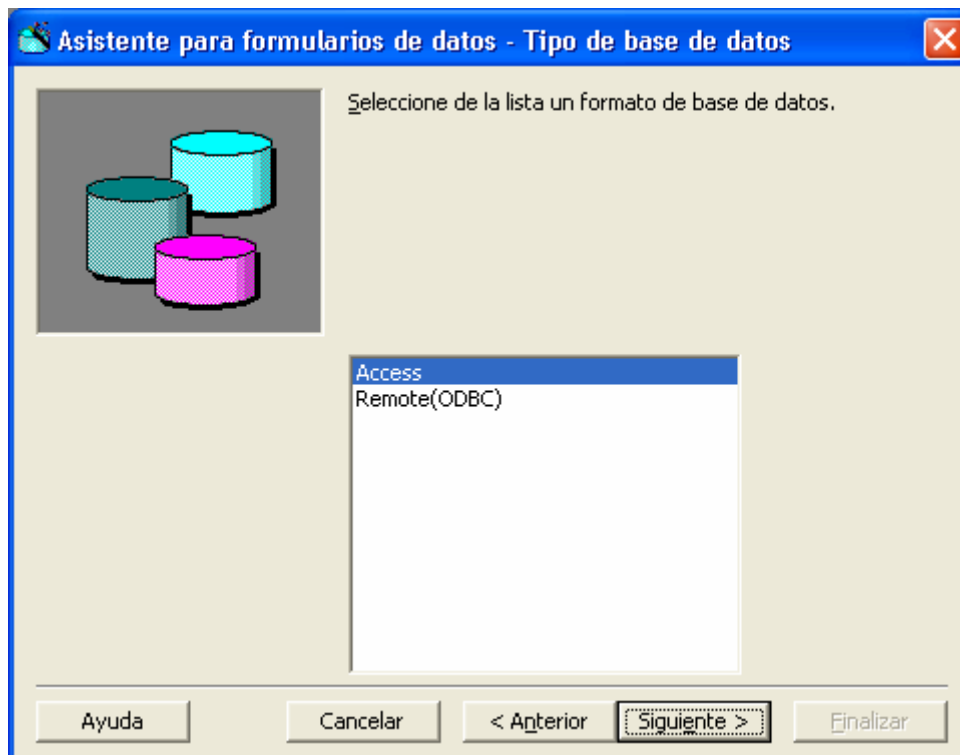 Asistente para formularios de datos - Tipo de base de datos
Seleccione de la lista un formato de base de datos.
Access
Remote(ODBC)
Ayuda
Cancelar
< Anterior
Siguiente >
Finalizar